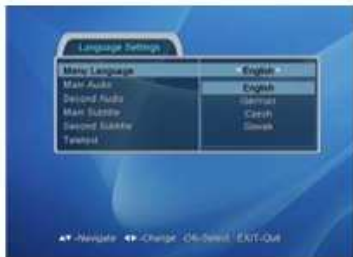 Language Settings
Menu Language English
Main Audio English
Second Audio German
Main Subtitle Czech
Second Subtitle Slovak
Teletext
▲▼-Navigate ◄►-Change OK-Select EXIT-Quit